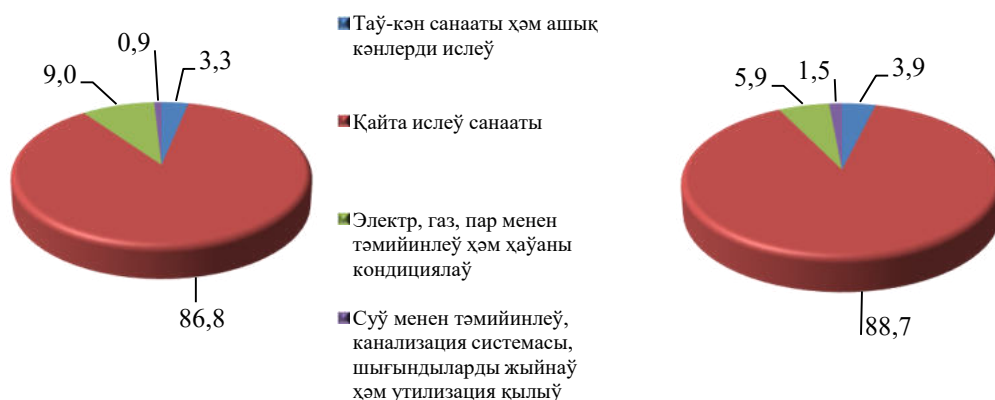 0,9
9,0
3,3
86,8
Таў-кән санааты ҳәм ашық
кәнлерди ислеў
Қайта ислеў санааты
Электр, газ, пар менен
тәмийинлеў ҳәм ҳаўаны
кондициялаў
Суў менен тәмийинлеў,
канализация системасы,
шығындыларды жыйнаў
ҳәм утилизация қылыў
5,9
1,5
3,9
88,7